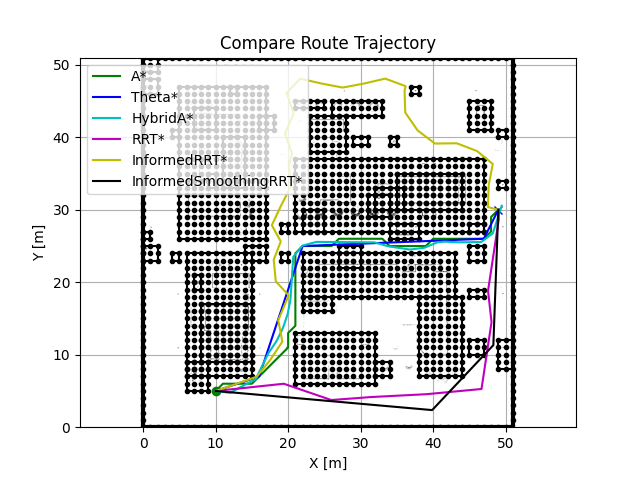 Compare Route Trajectory
A*
Theta*
HybridA*
RRT*
InformedRRT*
InformedSmoothingRRT*
50
40
30
20
10
0
Y [m]
0 10 20 30 40 50
X [m]